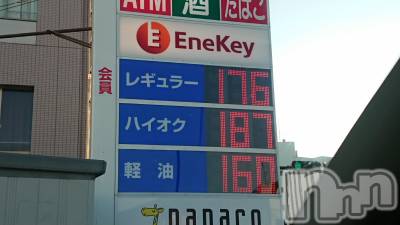 ATM 酒 たばこ
E EneKey
会員
レギュラー 176
ハイオク 187
軽油 160
nanaco
nnn